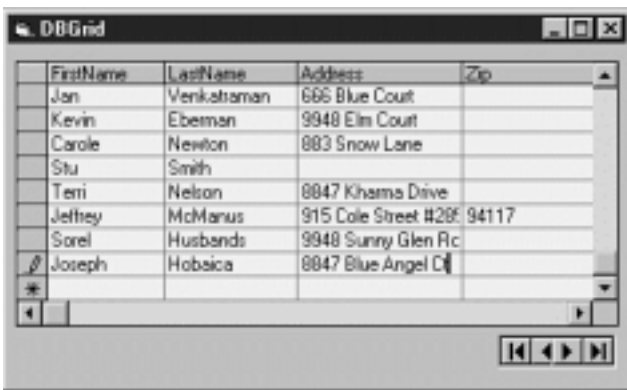 DBGrid
FirstName LastName Address Zip
Jan Venkatraman 666 Blue Court
Kevin Eberman 9948 Elm Court
Carole Newton 883 Snow Lane
Stu Smith
Terri Nelson 8847 Kharma Drive
Jeffrey McManus 915 Cole Street #285 94117
Sorel Husbands 9948 Sunny Glen Rc
Joseph Hobaica 8847 Blue Angel Ct